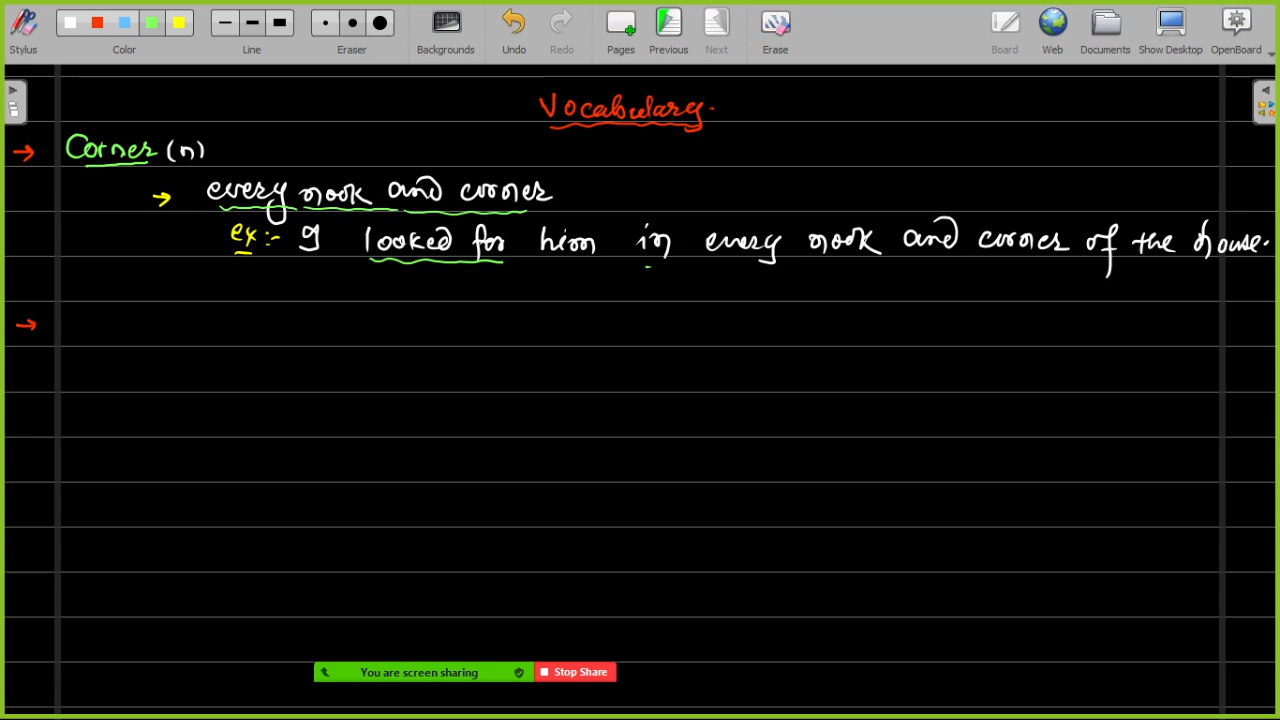 Stylus Color Line Eraser Backgrounds Undo Redo Pages Previous Next Erase Board Web Documents Show Desktop OpenBoard
Vocabulary.
→ Corner (n)
→ every nook and corner
ex :- I looked for him in every nook and corner of the house.
→
You are screen sharing Stop Share